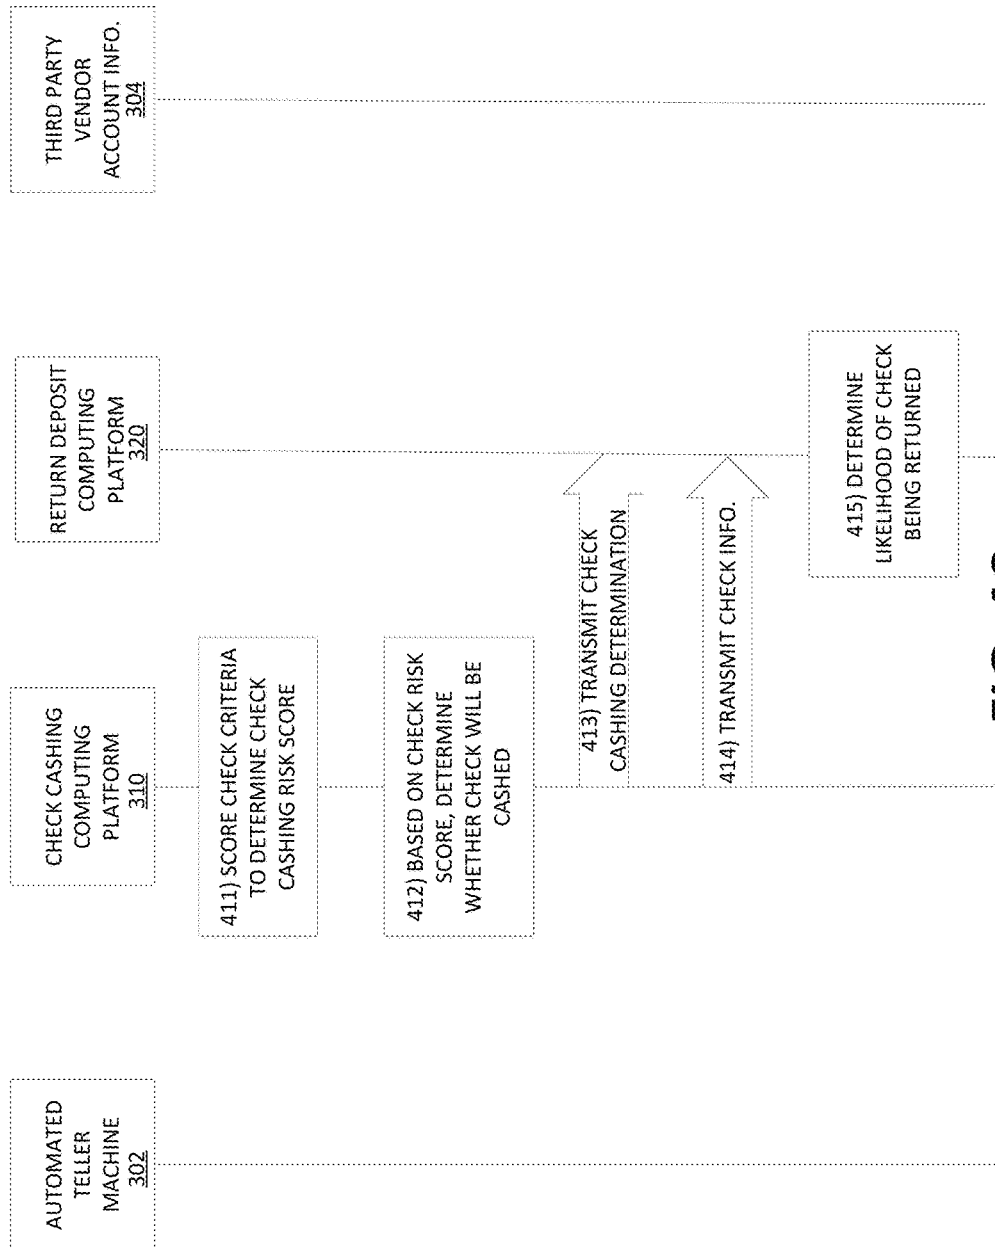 AUTOMATED
TELLER
MACHINE
302
CHECK CASHING
COMPUTING
PLATFORM
310
RETURN DEPOSIT
COMPUTING
PLATFORM
320
THIRD PARTY
VENDOR
ACCOUNT INFO.
304
411) SCORE CHECK CRITERIA
TO DETERMINE CHECK
CASHING RISK SCORE
412) BASED ON CHECK RISK
SCORE, DETERMINE
WHETHER CHECK WILL BE
CASHED
413) TRANSMIT CHECK
CASHING DETERMINATION
414) TRANSMIT CHECK INFO.
415) DETERMINE
LIKELIHOOD OF CHECK
BEING RETURNED